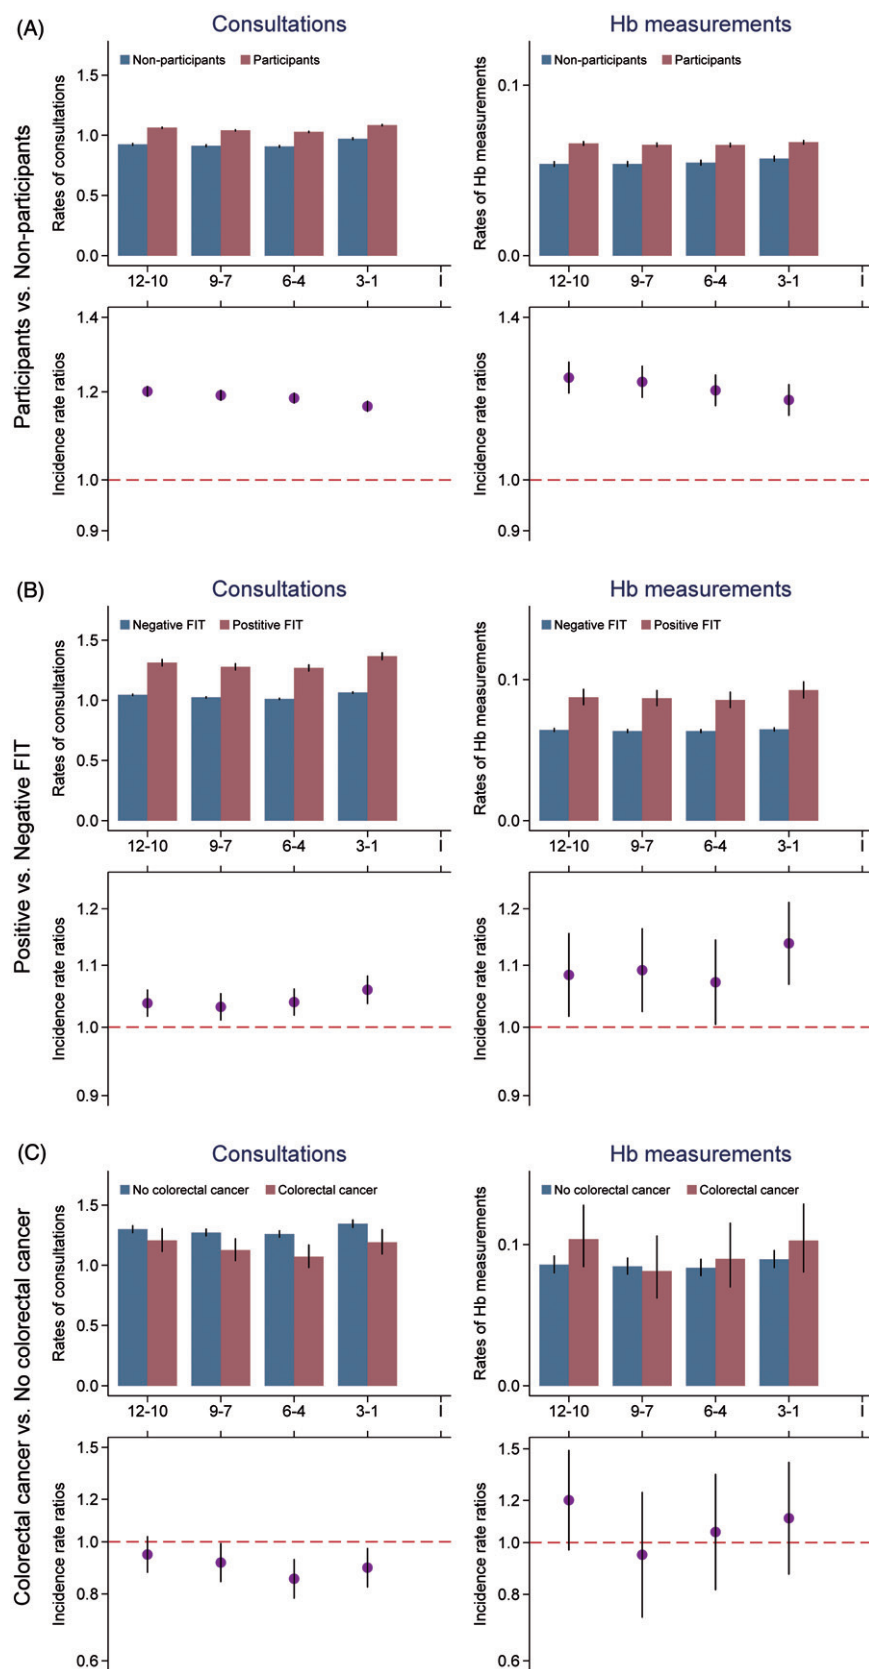 (A)
Participants vs. Non-participants
Consultations
Rates of consultations
Non-participants Participants
1.5
1.0
0.5
0.0
12-10 9-7 6-4 3-1 I
Incidence rate ratios
1.4
1.2
1.0
0.9
Hb measurements
Rates of Hb measurements
Non-participants Participants
0.1
0.0
12-10 9-7 6-4 3-1 I
Incidence rate ratios
1.4
1.2
1.0
0.9
(B)
Positive vs. Negative FIT
Consultations
Rates of consultations
Negative FIT Postitive FIT
1.5
1.0
0.5
0.0
12-10 9-7 6-4 3-1 I
Incidence rate ratios
1.2
1.1
1.0
0.9
Hb measurements
Rates of Hb measurements
Negative FIT Positive FIT
0.1
0.0
12-10 9-7 6-4 3-1 I
Incidence rate ratios
1.2
1.1
1.0
0.9
(C)
Colorectal cancer vs. No colorectal cancer
Consultations
Rates of consultations
No colorectal cancer Colorectal cancer
1.5
1.0
0.5
0.0
12-10 9-7 6-4 3-1 I
Incidence rate ratios
1.5
1.2
1.0
0.8
0.6
Hb measurements
Rates of Hb measurements
No colorectal cancer Colorectal cancer
0.1
0.0
12-10 9-7 6-4 3-1 I
Incidence rate ratios
1.5
1.2
1.0
0.8
0.6